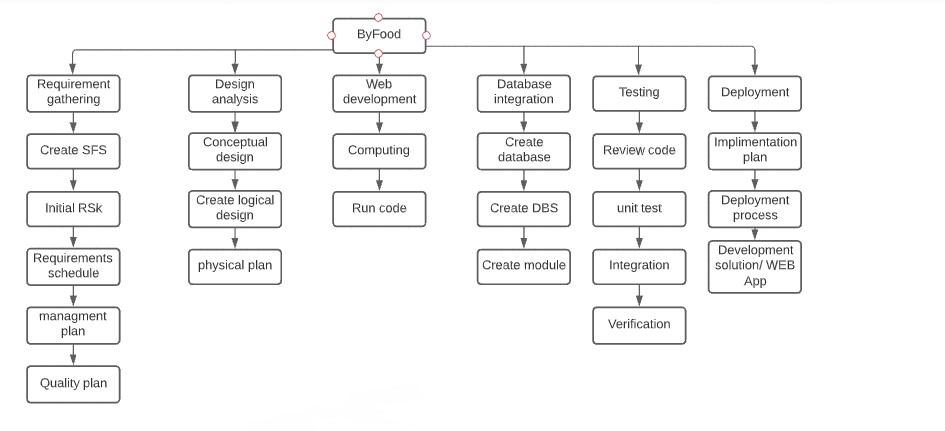 ByFood
Requirement
gathering
Create SFS
Initial RSk
Requirements
schedule
managment
plan
Quality plan
Design
analysis
Conceptual
design
Create logical
design
physical plan
Web
development
Computing
Run code
Database
integration
Create
database
Create DBS
Create module
Testing
Review code
unit test
Integration
Verification
Deployment
Implimentation
plan
Deployment
process
Development
solution/ WEB
App